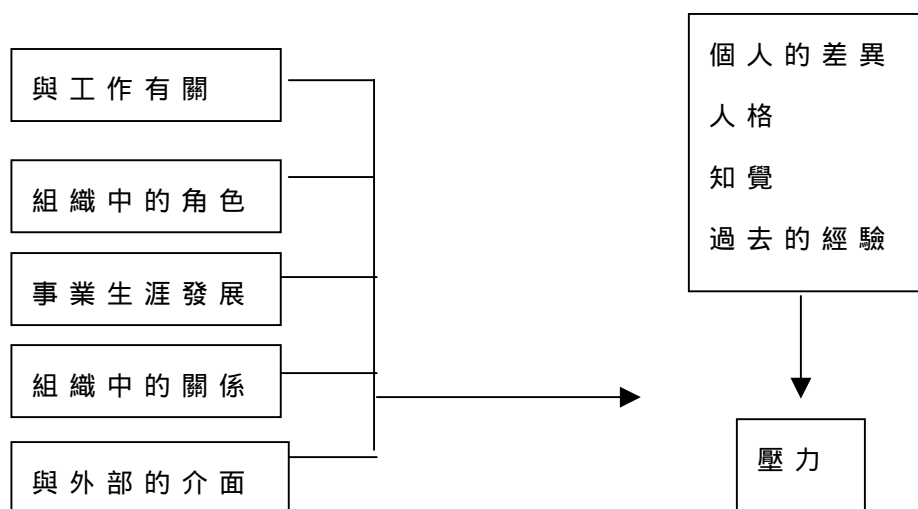 與工作有關
組織中的角色
事業生涯發展
組織中的關係
與外部的介面
個人的差異
人格
知覺
過去的經驗
壓力